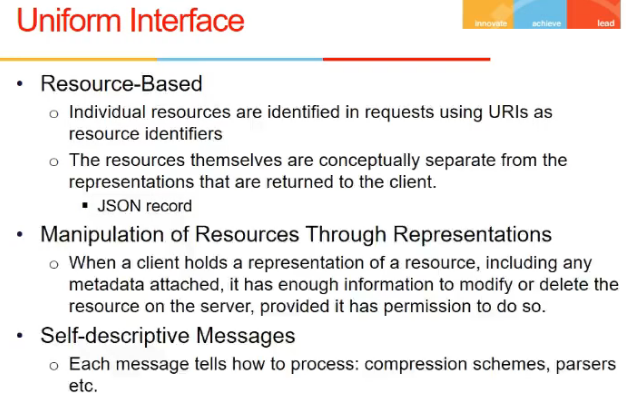 Uniform Interface
innovate achieve lead
• Resource-Based
o Individual resources are identified in requests using URIs as
resource identifiers
o The resources themselves are conceptually separate from the
representations that are returned to the client.
▪ JSON record
• Manipulation of Resources Through Representations
o When a client holds a representation of a resource, including any
metadata attached, it has enough information to modify or delete the
resource on the server, provided it has permission to do so.
• Self-descriptive Messages
o Each message tells how to process: compression schemes, parsers
etc.